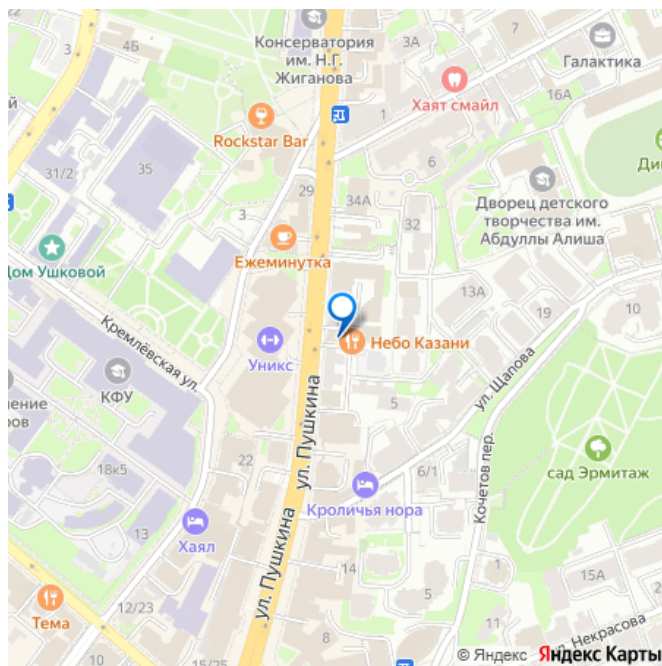 7
3
4Б
Консерватория
им. Н.Г.
Жиганова
3А
Галактика
Хаят смайл
16А
1
Rockstar Bar
35
31/2
6
29
34А
3
32
Дворец детского
творчества им.
Абдуллы Алиша
Ди
Ежеминутка
Дом Ушковой
13А
19
10
Кремлёвская ул.
Уникс
Небо Казани
КФУ
ул. Щапова
ул. Пушкина
5
22
18к5
6/1
Кочетов пер.
сад Эрмитаж
Кроличья нора
13
Хаял
ул. Пушкина
14
1
15А
12/23
Тема
8
11
10
ул. Некрасова
15/25
© Яндекс Яндекс Карты